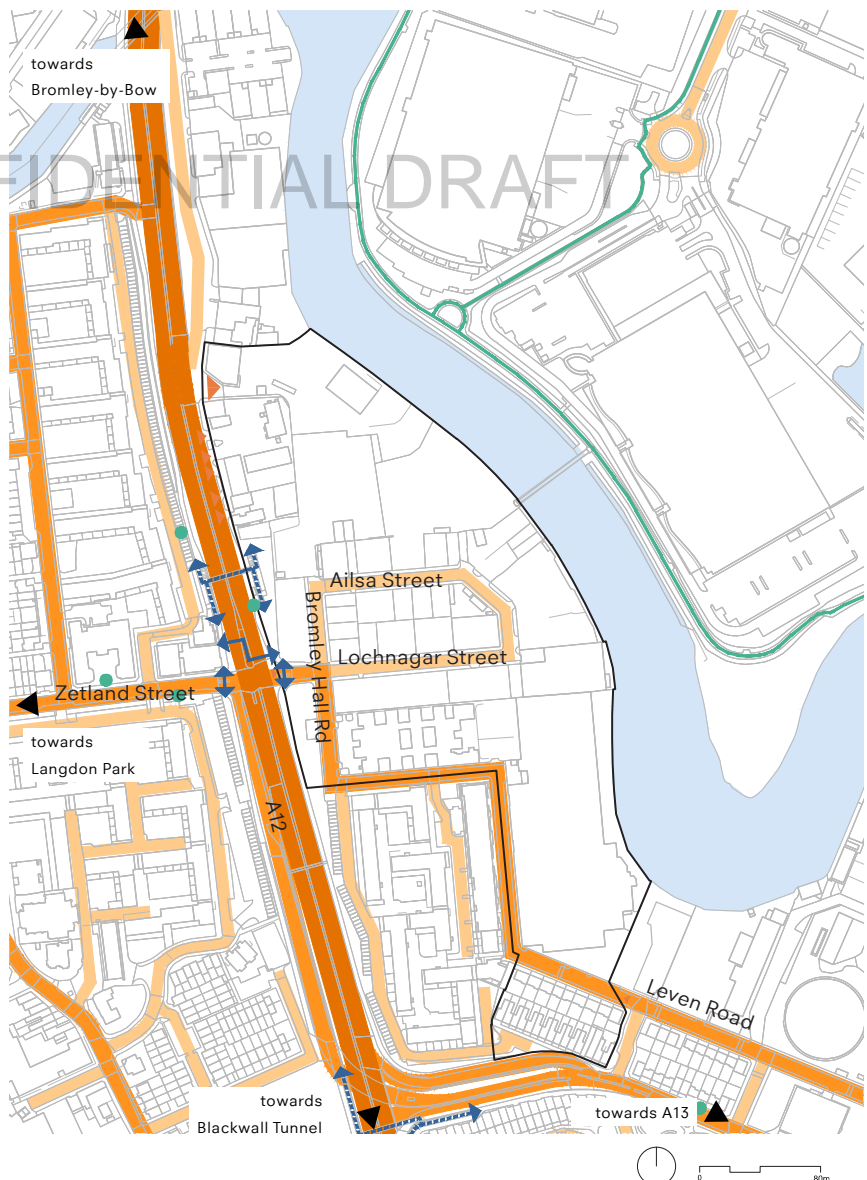 towards
Bromley-by-Bow
FIDENTIAL DRAFT
Ailsa Street
Bromley Hall Rd
Lochnagar Street
Zetland Street
towards
Langdon Park
A12
Leven Road
towards
Blackwall Tunnel
towards A13
0
80m